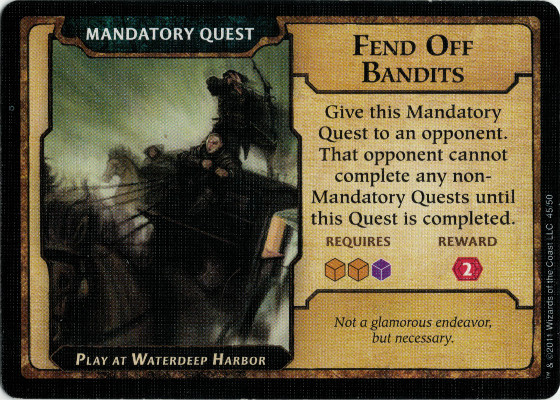 MANDATORY QUEST
FEND OFF
BANDITS
Give this Mandatory
Quest to an opponent.
That opponent cannot
complete any non-
Mandatory Quests until
this Quest is completed.
REQUIRES
REWARD
2
Not a glamorous endeavor,
but necessary.
PLAY AT WATERDEEP HARBOR
™ & ©2011 Wizards of the Coast LLC 45/50